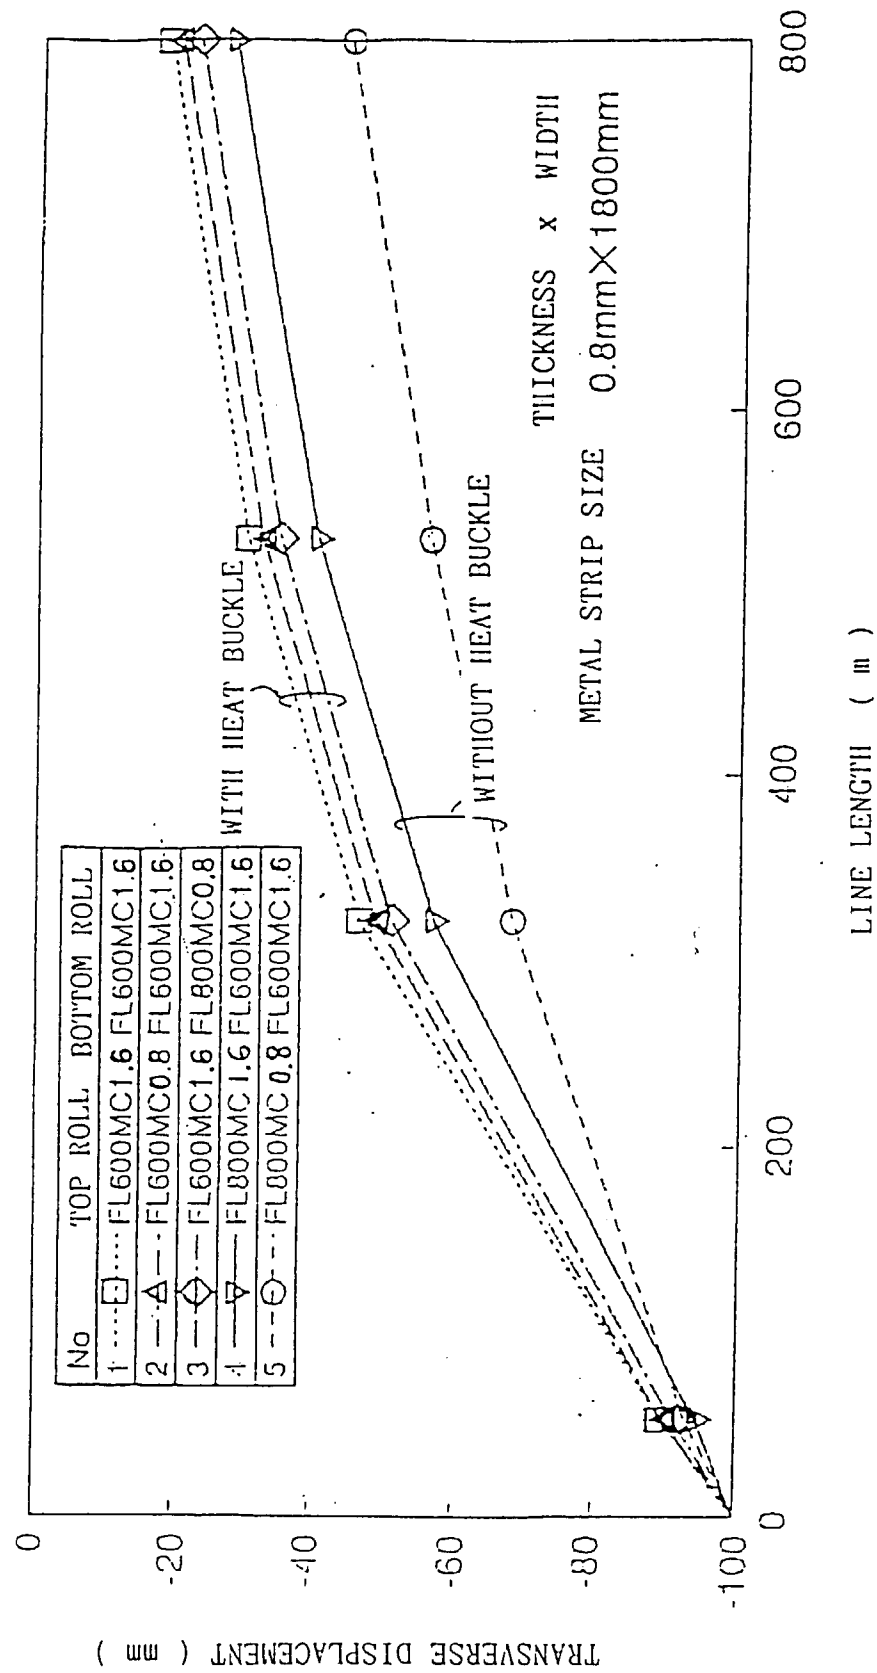 No TOP ROLL BOTTOM ROLL
1 FL600MC1.6 FL600MC1.6
2 FL600MC0.8 FL600MC1.6
3 FL600MC1.6 FL800MC0.8
4 FL800MC1.6 FL600MC1.6
5 FL800MC0.8 FL600MC1.6
WITH HEAT BUCKLE
WITHOUT HEAT BUCKLE
THICKNESS x WIDTH
METAL STRIP SIZE 0.8mm×1800mm
0
-20
-40
-60
-80
-100
TRANSVERSE DISPLACEMENT ( mm )
0
200
400
600
800
LINE LENGTH ( m )